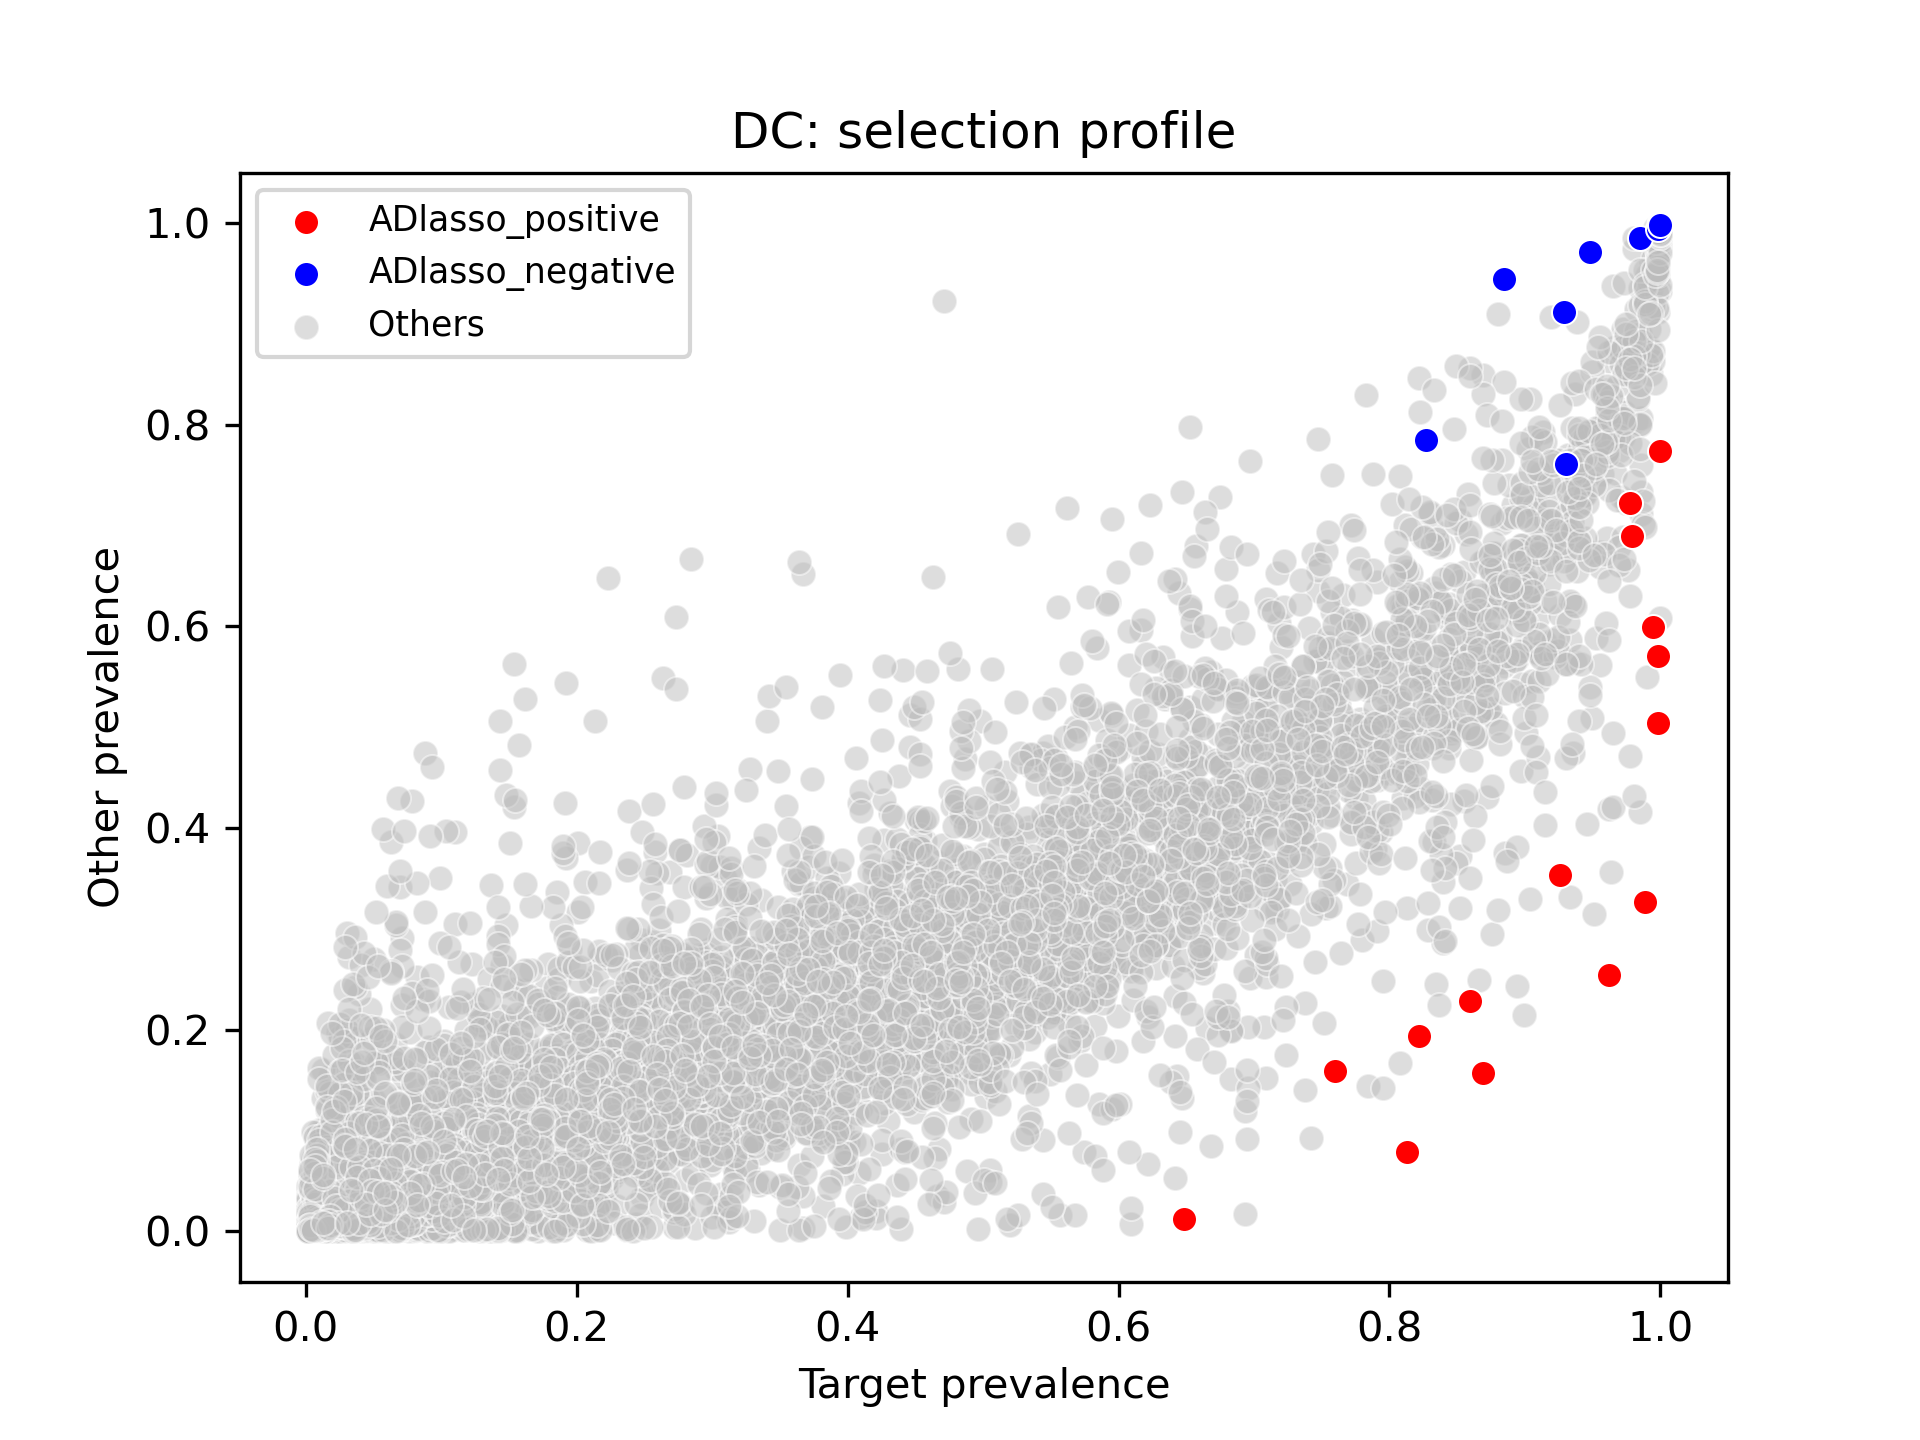 DC: selection profile
ADlasso_positive
ADlasso_negative
Others
1.0
0.8
0.6
0.4
0.2
0.0
Other prevalence
0.0 0.2 0.4 0.6 0.8 1.0
Target prevalence